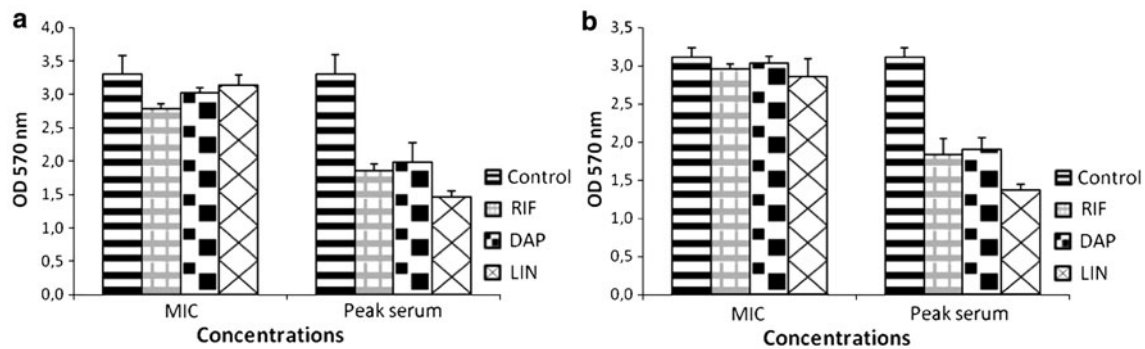 a
4,0
3,5
3,0
2,5
2,0
1,5
1,0
0,5
0,0
OD 570 nm
MIC
Peak serum
Concentrations
Control
RIF
DAP
LIN
b
3,5
3,0
2,5
2,0
1,5
1,0
0,5
0,0
OD 570 nm
MIC
Peak serum
Concentrations
Control
RIF
DAP
LIN